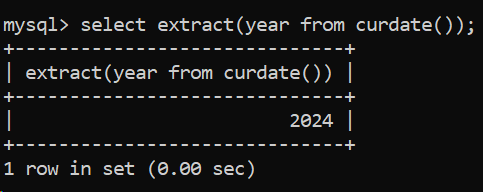 mysql> select extract(year from curdate());
+------------------------------+
| extract(year from curdate()) |
+------------------------------+
|                         2024 |
+------------------------------+
1 row in set (0.00 sec)